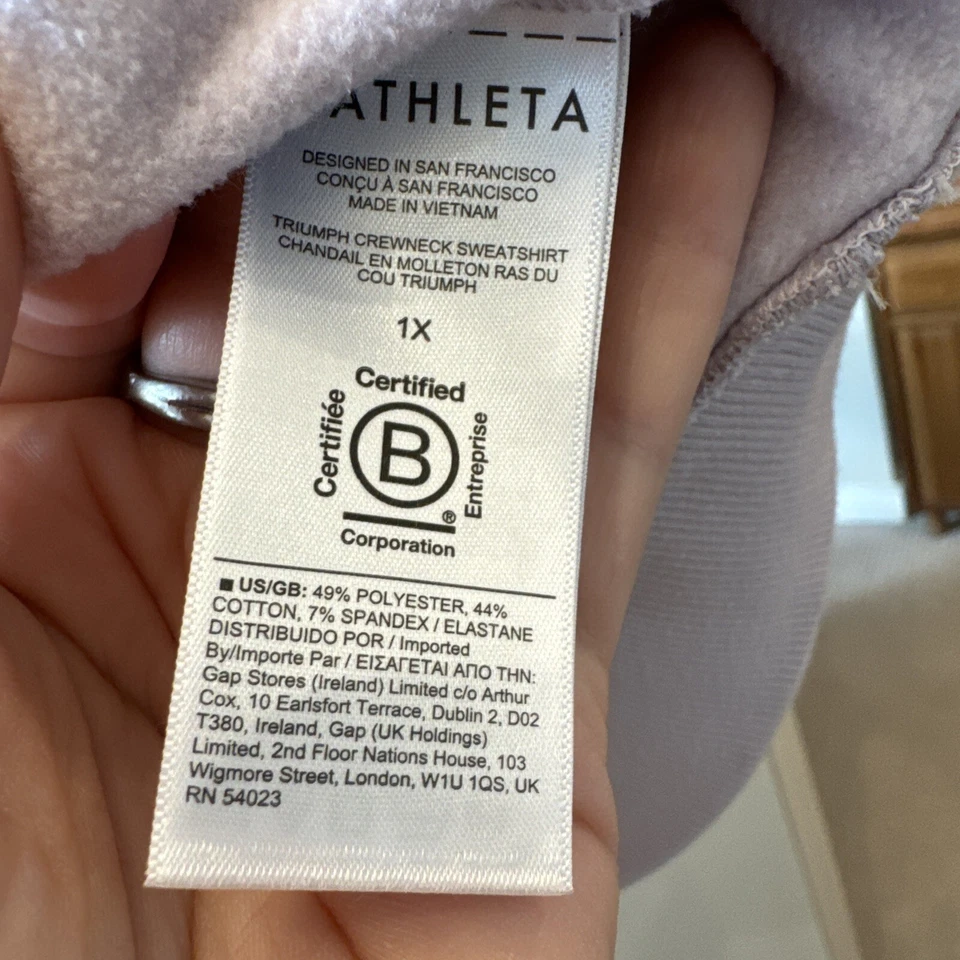 ATHLETA
DESIGNED IN SAN FRANCISCO
CONÇU À SAN FRANCISCO
MADE IN VIETNAM
TRIUMPH CREWNECK SWEATSHIRT
CHANDAIL EN MOLLETON RAS DU
COU TRIUMPH
1X
Certified
Certifiée
B
Entreprise
®
Corporation
■ US/GB: 49% POLYESTER, 44%
COTTON, 7% SPANDEX / ELASTANE
DISTRIBUIDO POR / Imported
By/Importe Par / ΕΙΣΑΓΕΤΑΙ ΑΠΟ ΤΗΝ:
Gap Stores (Ireland) Limited c/o Arthur
Cox, 10 Earlsfort Terrace, Dublin 2, D02
T380, Ireland, Gap (UK Holdings)
Limited, 2nd Floor Nations House, 103
Wigmore Street, London, W1U 1QS, UK
RN 54023